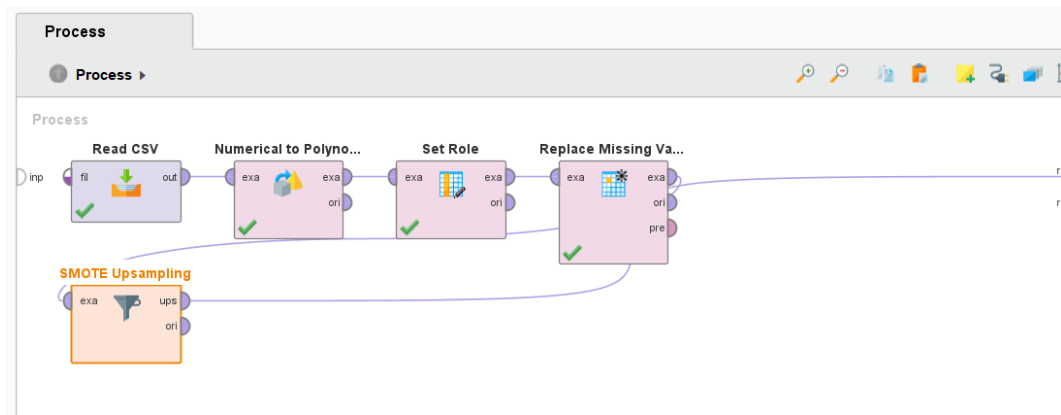 Process
Process
Process
Read CSV
Numerical to Polyno...
Set Role
Replace Missing Va...
inp
fil
out
exa
exa
ori
exa
exa
ori
exa
exa
ori
pre
r
r
SMOTE Upsampling
exa
ups
ori